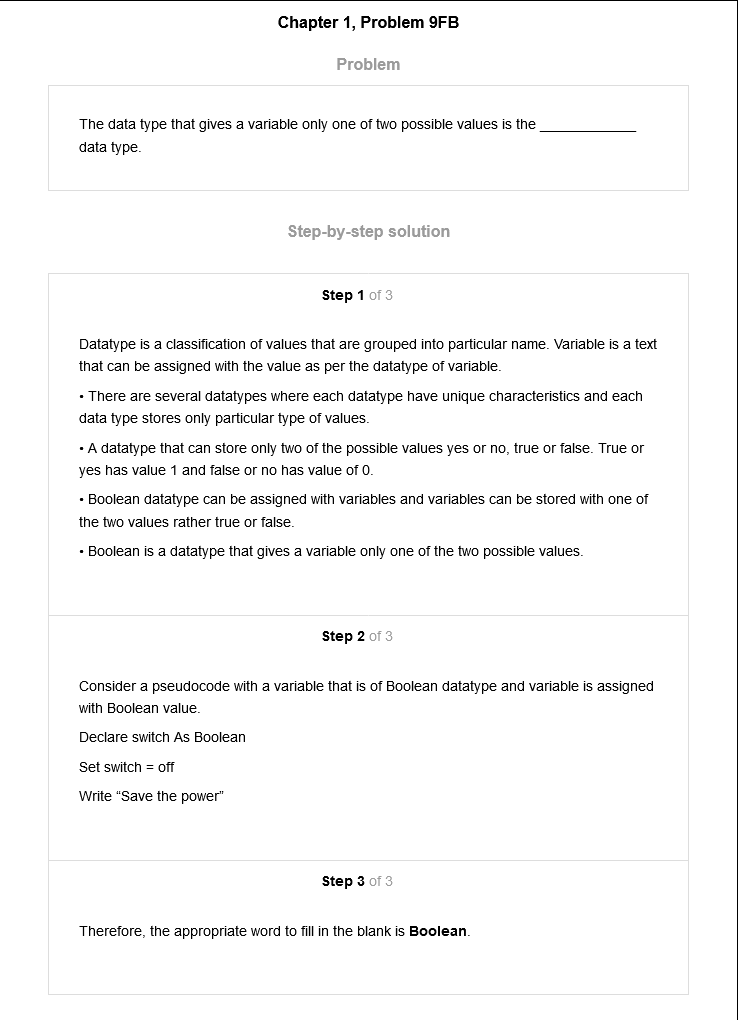 Chapter 1, Problem 9FB
Problem
The data type that gives a variable only one of two possible values is the ____________
data type.
Step-by-step solution
Step 1 of 3
Datatype is a classification of values that are grouped into particular name. Variable is a text
that can be assigned with the value as per the datatype of variable.
• There are several datatypes where each datatype have unique characteristics and each
data type stores only particular type of values.
• A datatype that can store only two of the possible values yes or no, true or false. True or
yes has value 1 and false or no has value of 0.
• Boolean datatype can be assigned with variables and variables can be stored with one of
the two values rather true or false.
• Boolean is a datatype that gives a variable only one of the two possible values.
Step 2 of 3
Consider a pseudocode with a variable that is of Boolean datatype and variable is assigned
with Boolean value.
Declare switch As Boolean
Set switch = off
Write “Save the power”
Step 3 of 3
Therefore, the appropriate word to fill in the blank is Boolean.